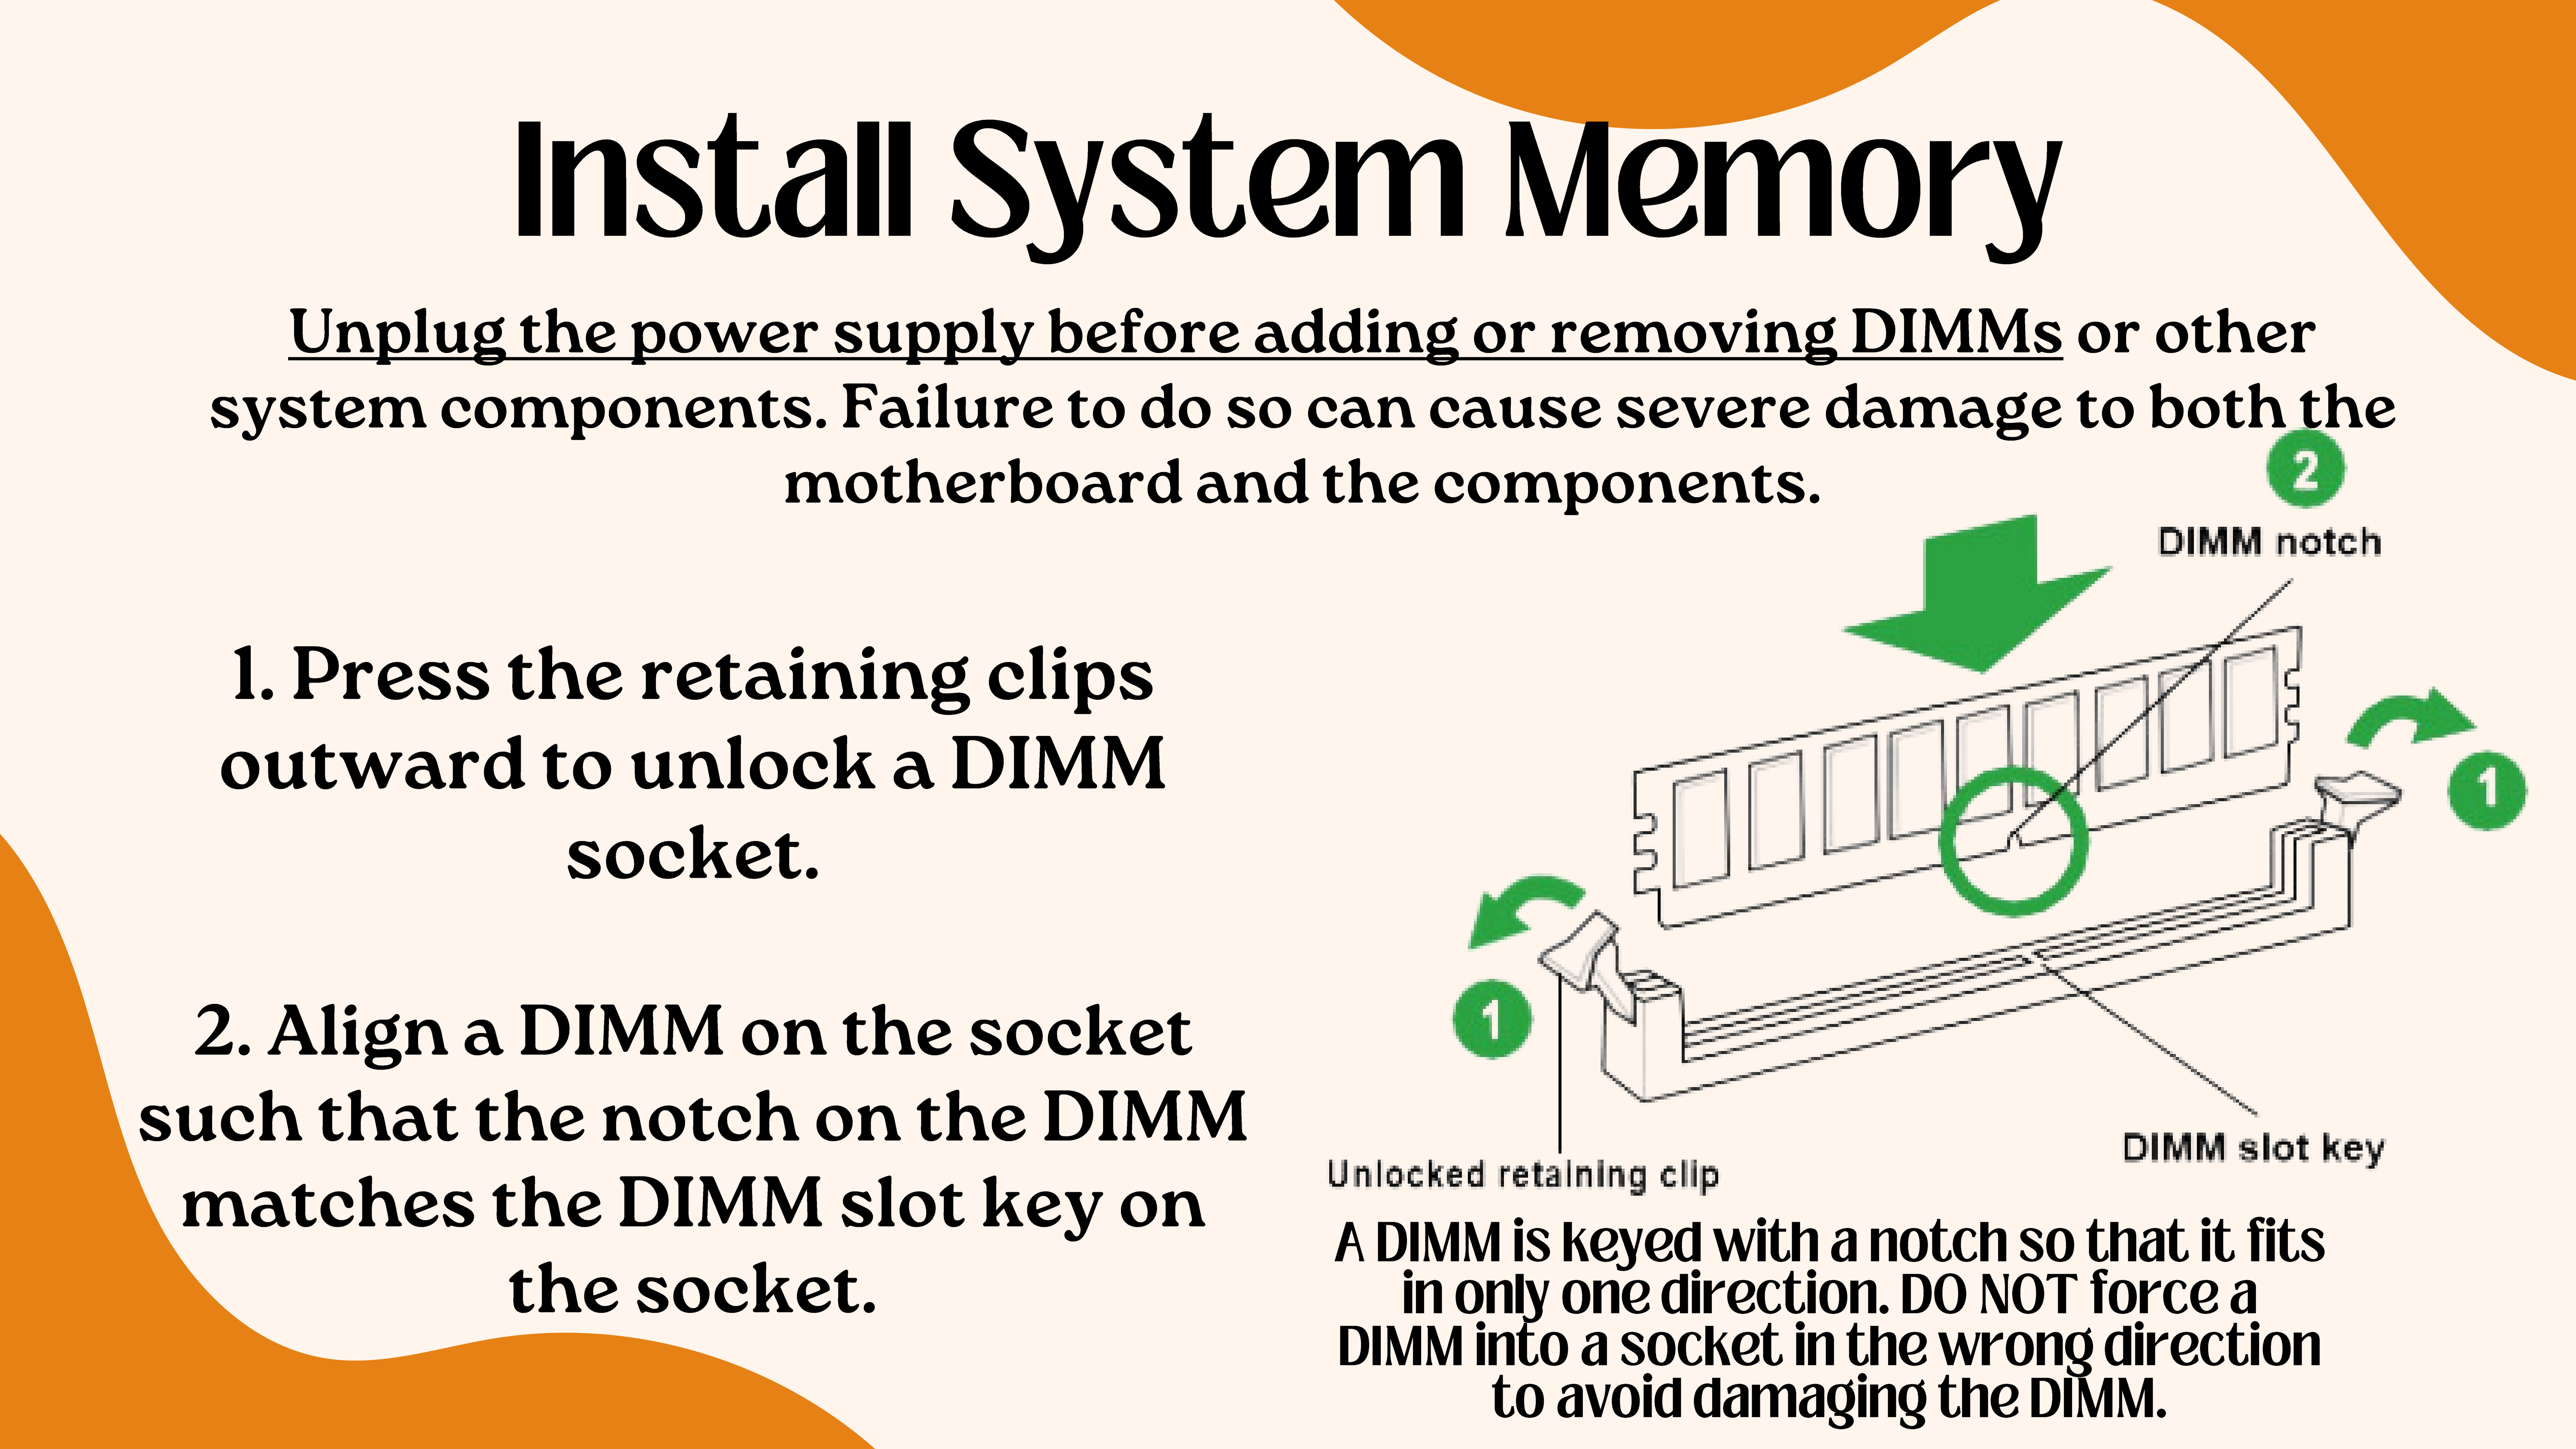 Install System Memory
Unplug the power supply before adding or removing DIMMs or other
system components. Failure to do so can cause severe damage to both the
motherboard and the components.
1. Press the retaining clips
outward to unlock a DIMM
socket.
2. Align a DIMM on the socket
such that the notch on the DIMM
matches the DIMM slot key on
the socket.
2
DIMM notch
1
1
DIMM slot key
Unlocked retaining clip
A DIMM is keyed with a notch so that it fits
in only one direction. DO NOT force a
DIMM into a socket in the wrong direction
to avoid damaging the DIMM.